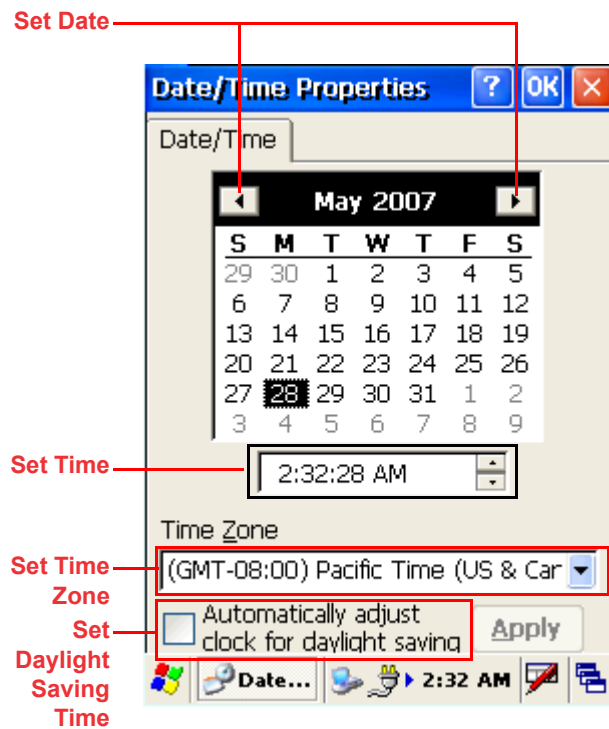 Set Date
Date/Time Properties ? OK ×
Date/Time
May 2007
S M T W T F S
29 30 1 2 3 4 5
6 7 8 9 10 11 12
13 14 15 16 17 18 19
20 21 22 23 24 25 26
27 28 29 30 31 1 2
3 4 5 6 7 8 9
Set Time
2:32:28 AM
Time Zone
Set Time Zone
(GMT-08:00) Pacific Time (US & Car
Set Daylight Saving Time
Automatically adjust
clock for daylight saving
Apply
Date... 2:32 AM